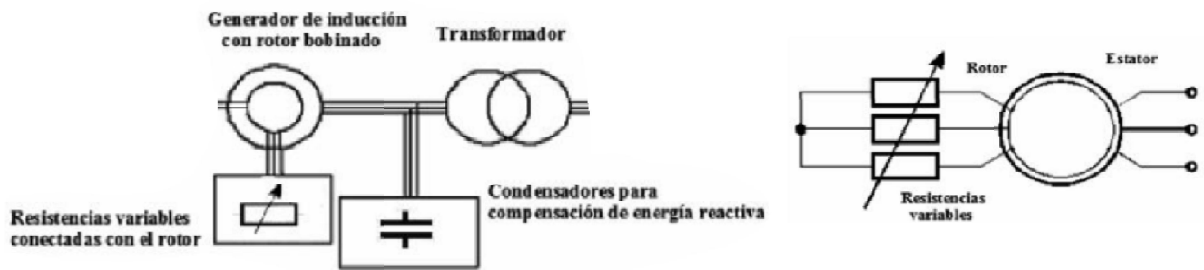 Generador de inducción
con rotor bobinado
Transformador
Resistencias variables
conectadas con el rotor
Condensadores para
compensación de energía reactiva
Rotor
Estator
Resistencias
variables